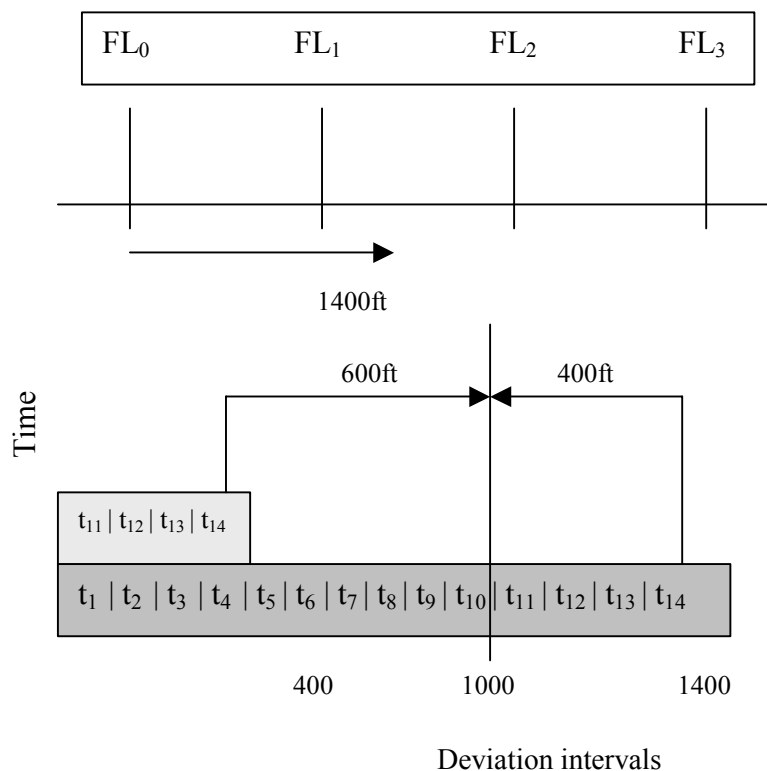 FL₀ FL₁ FL₂ FL₃
1400ft
600ft 400ft
Time
t₁₁ | t₁₂ | t₁₃ | t₁₄
t₁ | t₂ | t₃ | t₄ | t₅ | t₆ | t₇ | t₈ | t₉ | t₁₀ | t₁₁ | t₁₂ | t₁₃ | t₁₄
400 1000 1400
Deviation intervals